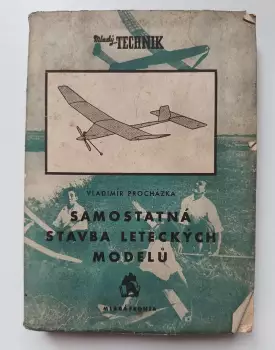 Mladý TECHNIK
VLADIMÍR PROCHÁZKA
SAMOSTATNÁ
STAVBA LETECKÝCH
MODELŮ
MLADÁ FRONTA